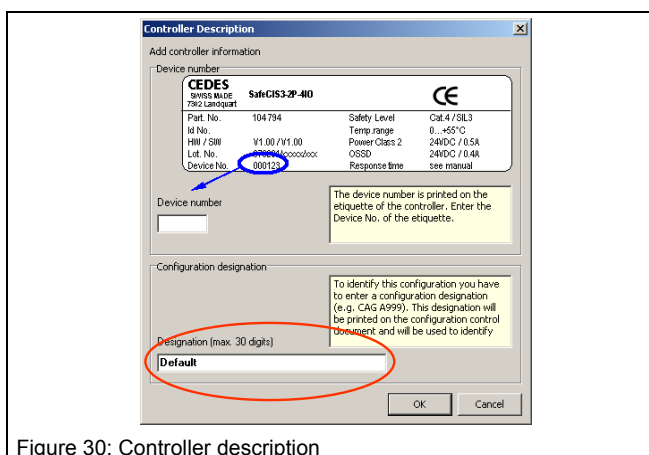 Controller Description
Add controller information
Device number
CEDES
SWISS MADE
7302 Landquart
SafeCIS3-2P-4IO
CE
Part. No. 104794 Safety Level Cat.4 / SIL3
Id No. Temp.range 0...+55°C
HW / SW V1.00 / V1.00 Power Class 2 24VDC / 0.5A
Lot. No. OSSD 24VDC / 0.4A
Device No. 000123 Response time see manual
Device number
The device number is printed on the
etiquette of the controller. Enter the
Device No. of the etiquette.
Configuration designation
To identify this configuration you have
to enter a configuration designation
(e.g. CAG A999). This designation will
be printed on the configuration control
document and will be used to identify
Designation (max. 30 digits)
Default
OK Cancel
Figure 30: Controller description